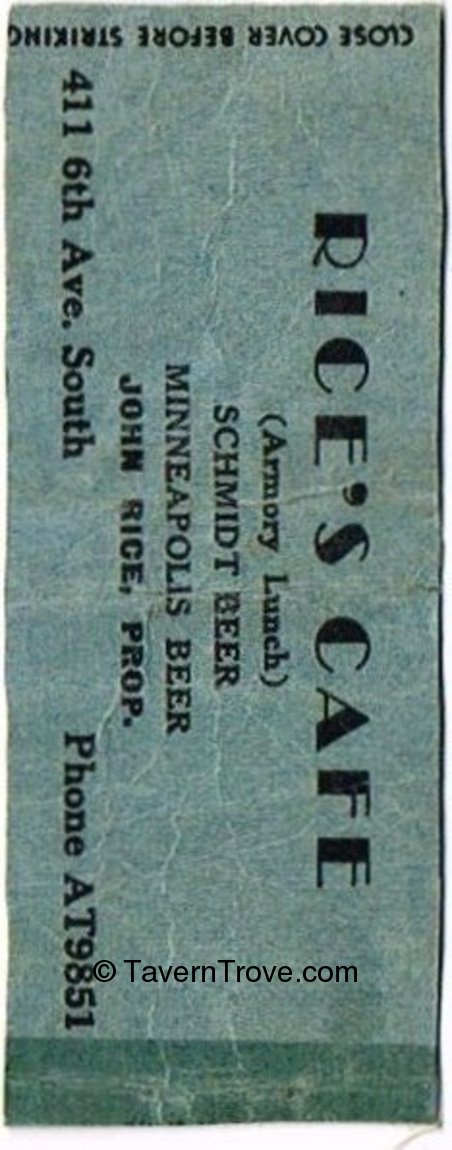 CLOSE COVER BEFORE STRIKING
RICE'S CAFE
(Armory Lunch)
SCHMIDT BEER
MINNEAPOLIS BEER
JOHN RICE, PROP.
411 6th Ave. South Phone AT9851
© TavernTrove.com